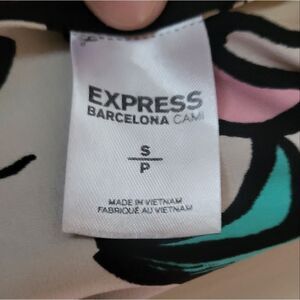 EXPRESS
BARCELONA CAMI
S
P
MADE IN VIETNAM
FABRIQUÉ AU VIETNAM